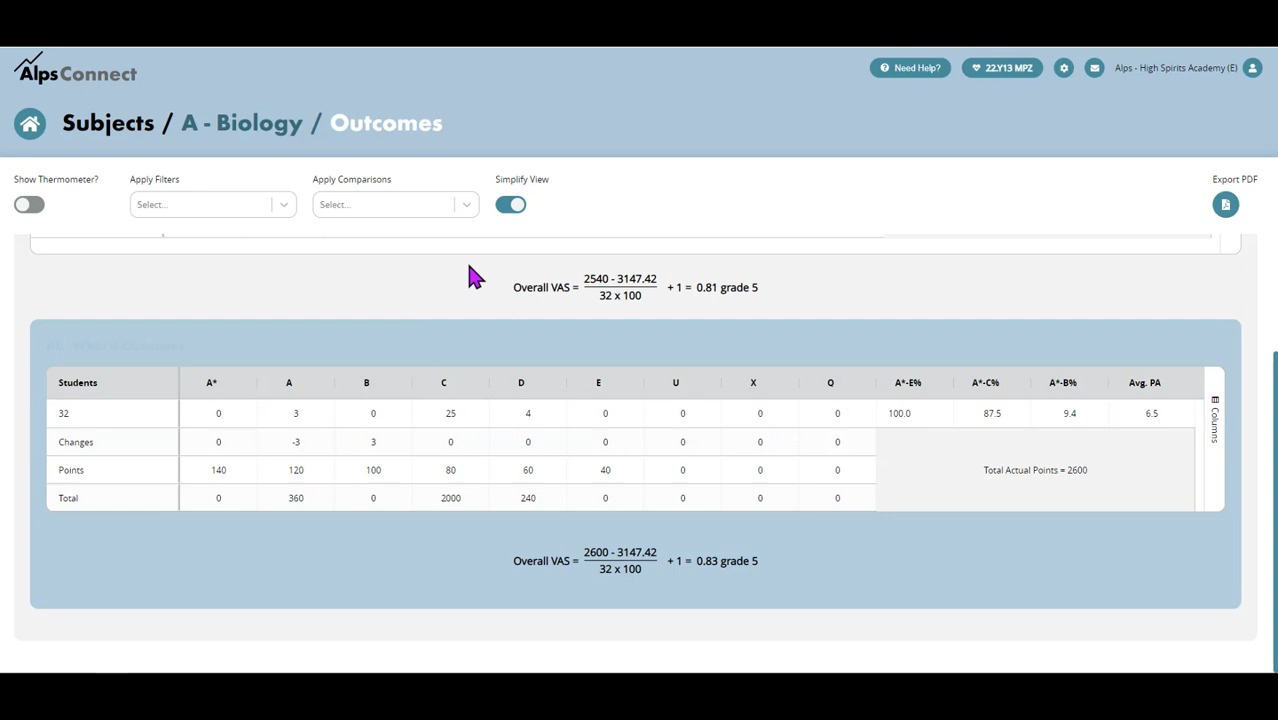 AlpsConnect
Need Help?
22.Y13 MPZ
Alps - High Spirits Academy (E)
Subjects / A - Biology / Outcomes
Show Thermometer? Apply Filters Apply Comparisons Simplify View Export PDF
Select... Select...
Overall VAS = 2540 - 3147.42 / 32 x 100 + 1 = 0.81 grade 5
Students A* A B C D E U X Q A*-E% A*-C% A*-B% Avg. PA
32 0 3 0 25 4 0 0 0 0 100.0 87.5 9.4 6.5
Changes 0 -3 3 0 0 0 0 0 0
Points 140 120 100 80 60 40 0 0 0 Total Actual Points = 2600
Total 0 360 0 2000 240 0 0 0 0
Columns
Overall VAS = 2600 - 3147.42 / 32 x 100 + 1 = 0.83 grade 5